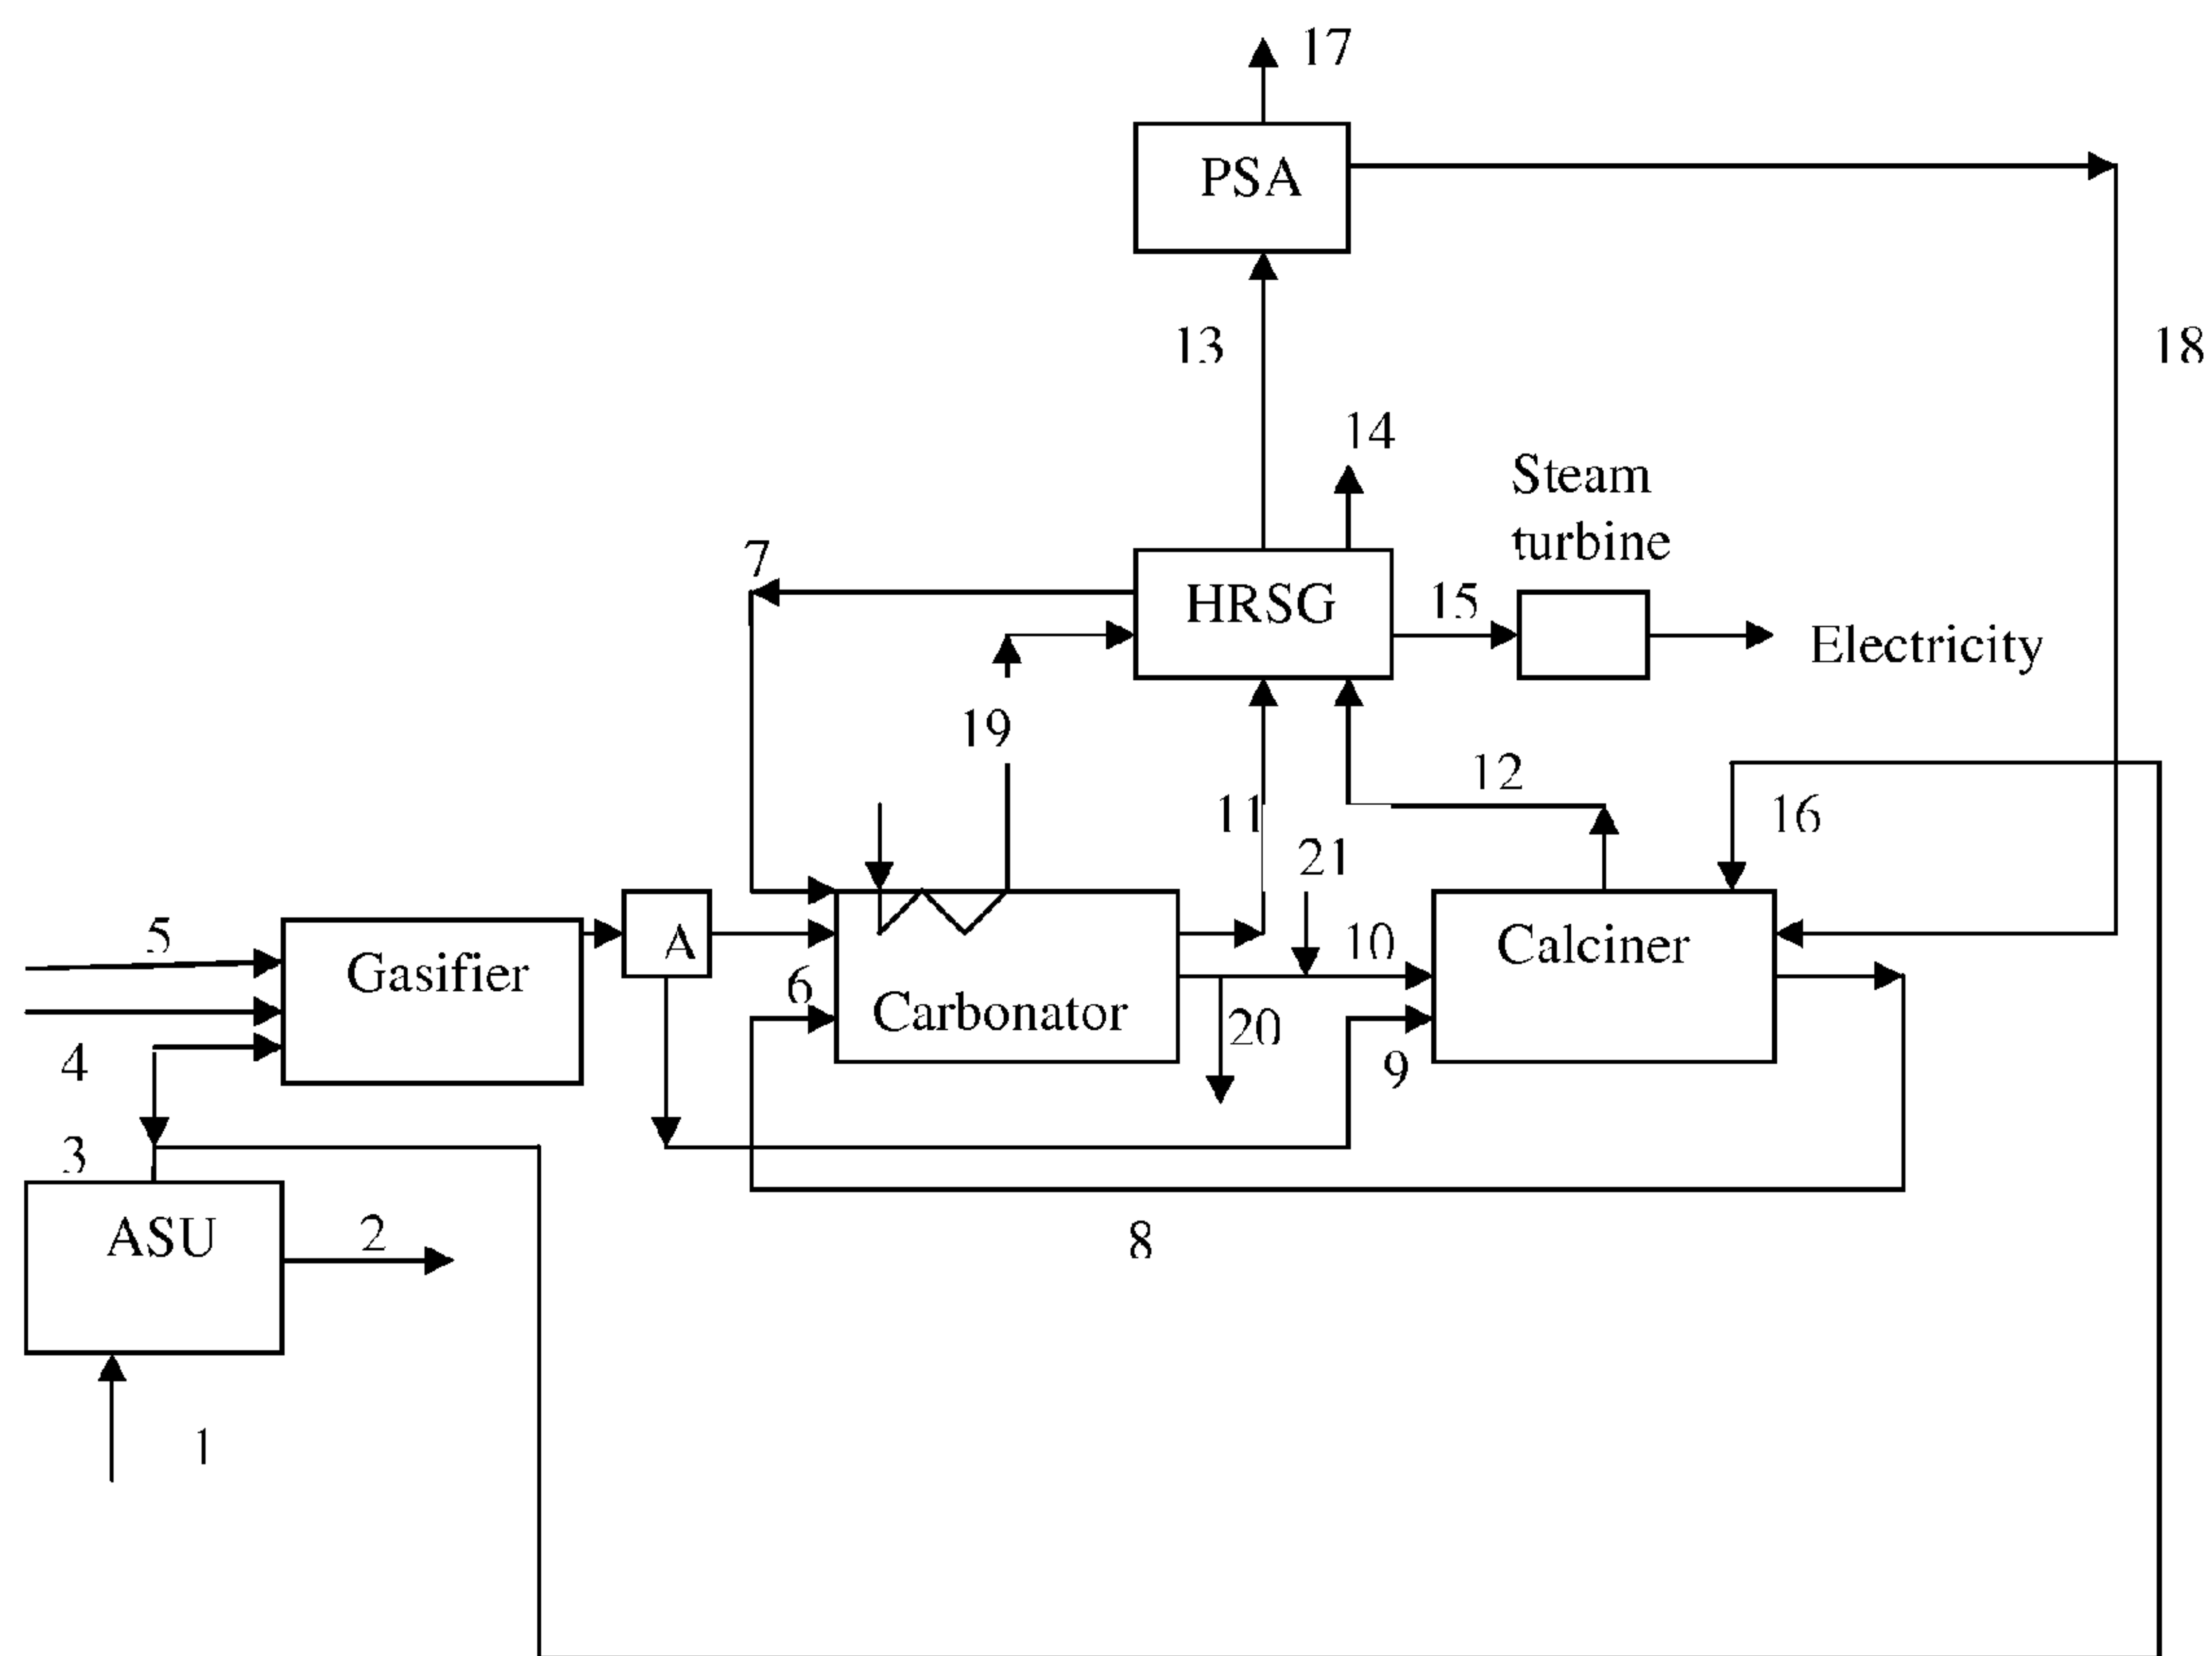 17
PSA
13
18
14
Steam
turbine
7
HRSG
15
Electricity
19
12
11
16
21
5
A
10
Gasifier
Calciner
6
Carbonator
20
4
9
3
ASU
2
8
1